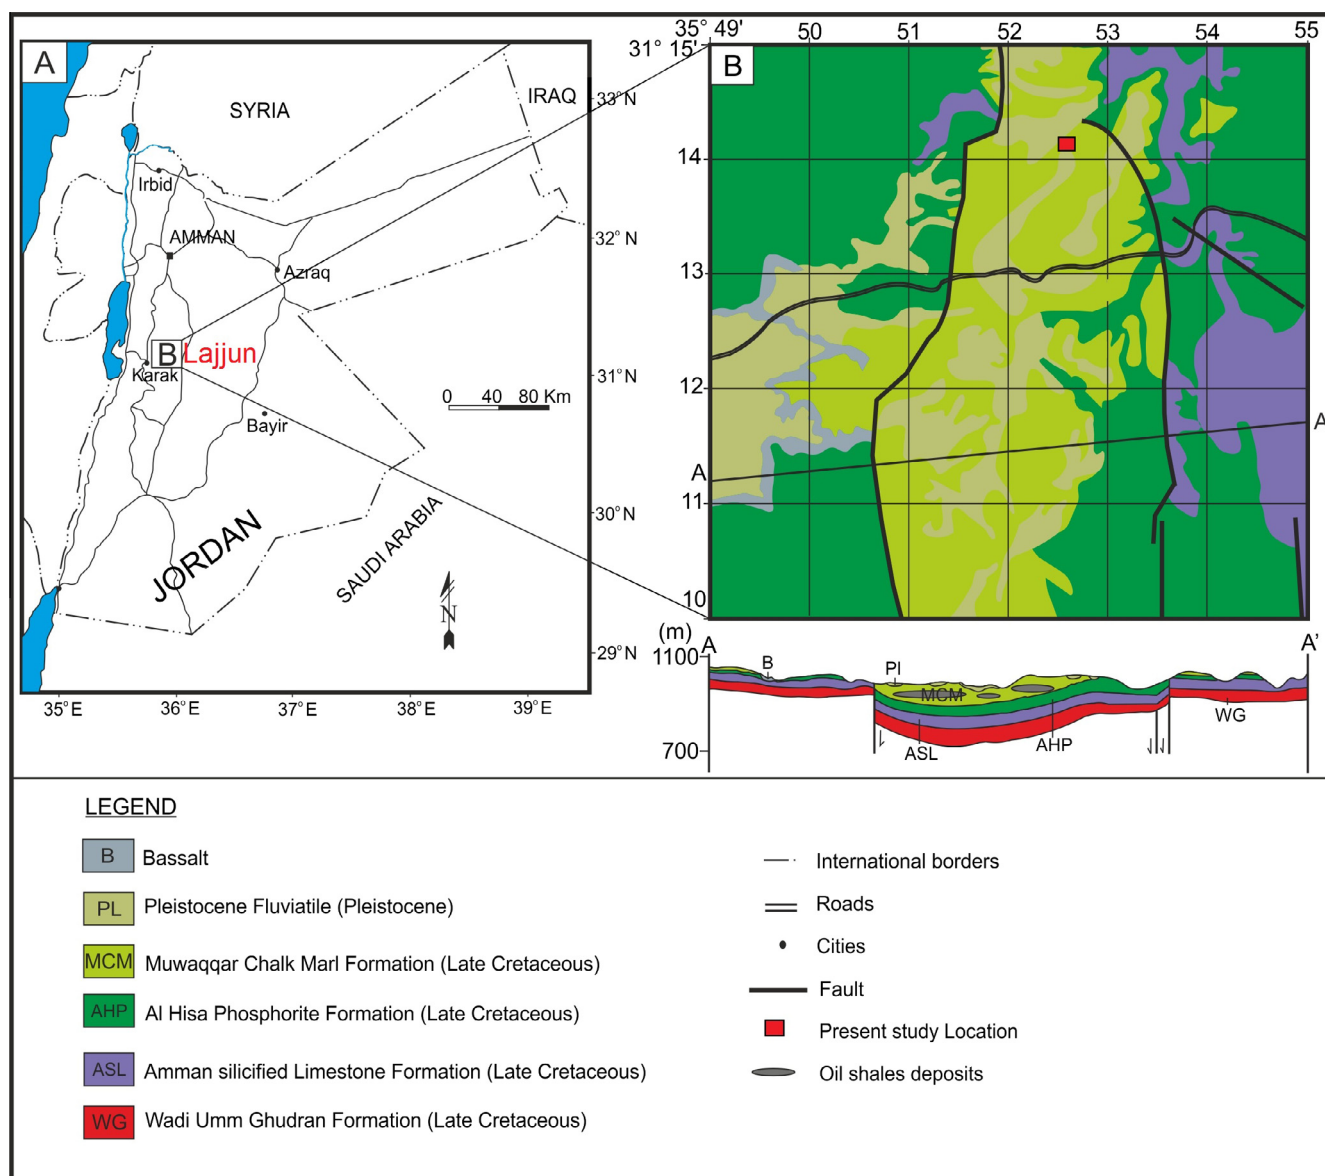 A
SYRIA
IRAQ
33°N
Irbid
AMMAN
32°N
Azraq
B
Lajjun
Karak
31°N
0 40 80 Km
Bayir
JORDAN
SAUDI ARABIA
30°N
N
29°N
35°E 36°E 37°E 38°E 39°E
35° 49' 50 51 52 53 54 55
31° 15'
B
14
13
12
A
A
11
10
(m)
A A'
1100
B Pl
MCM
WG
700
ASL AHP
LEGEND
B Bassalt
PL Pleistocene Fluviatile (Pleistocene)
MCM Muwaqqar Chalk Marl Formation (Late Cretaceous)
AHP Al Hisa Phosphorite Formation (Late Cretaceous)
ASL Amman silicified Limestone Formation (Late Cretaceous)
WG Wadi Umm Ghudran Formation (Late Cretaceous)
International borders
Roads
Cities
Fault
Present study Location
Oil shales deposits